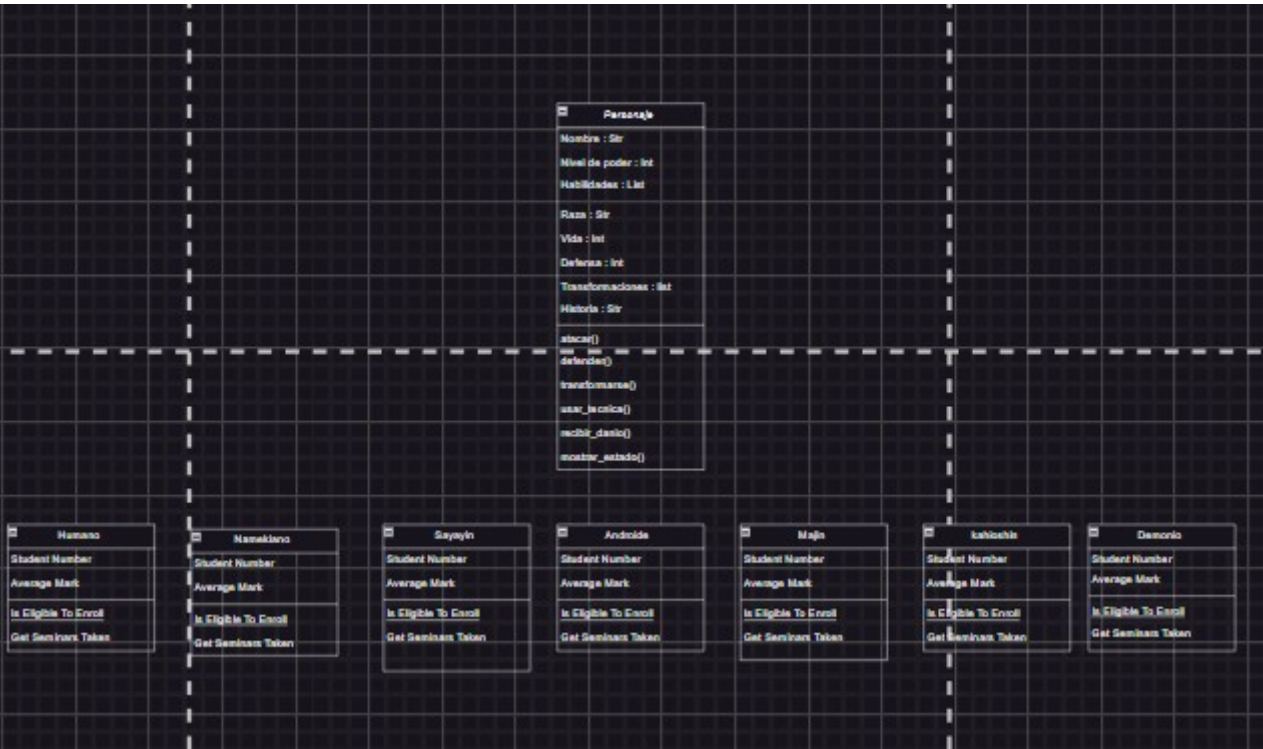 Personaje
Nombre : Str
Nivel de poder : Int
Habilidades : List
Raza : Str
Vida : Int
Defensa : Int
Transformaciones : list
Historia : Str
atacar()
defender()
transformarse()
usar_tecnica()
recibir_danio()
mostrar_estado()
Humano
Student Number
Average Mark
Is Eligible To Enroll
Get Seminars Taken
Namekiano
Student Number
Average Mark
Is Eligible To Enroll
Get Seminars Taken
Sayayin
Student Number
Average Mark
Is Eligible To Enroll
Get Seminars Taken
Androide
Student Number
Average Mark
Is Eligible To Enroll
Get Seminars Taken
Majin
Student Number
Average Mark
Is Eligible To Enroll
Get Seminars Taken
kahioshin
Student Number
Average Mark
Is Eligible To Enroll
Get Seminars Taken
Demonio
Student Number
Average Mark
Is Eligible To Enroll
Get Seminars Taken